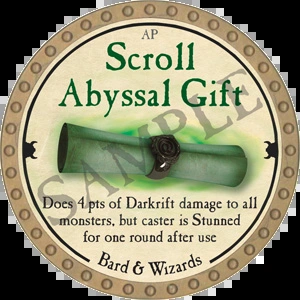 AP
Scroll
Abyssal Gift
SAMPLE
Does 4 pts of Darkrift damage to all
monsters, but caster is Stunned
for one round after use
Bard & Wizards